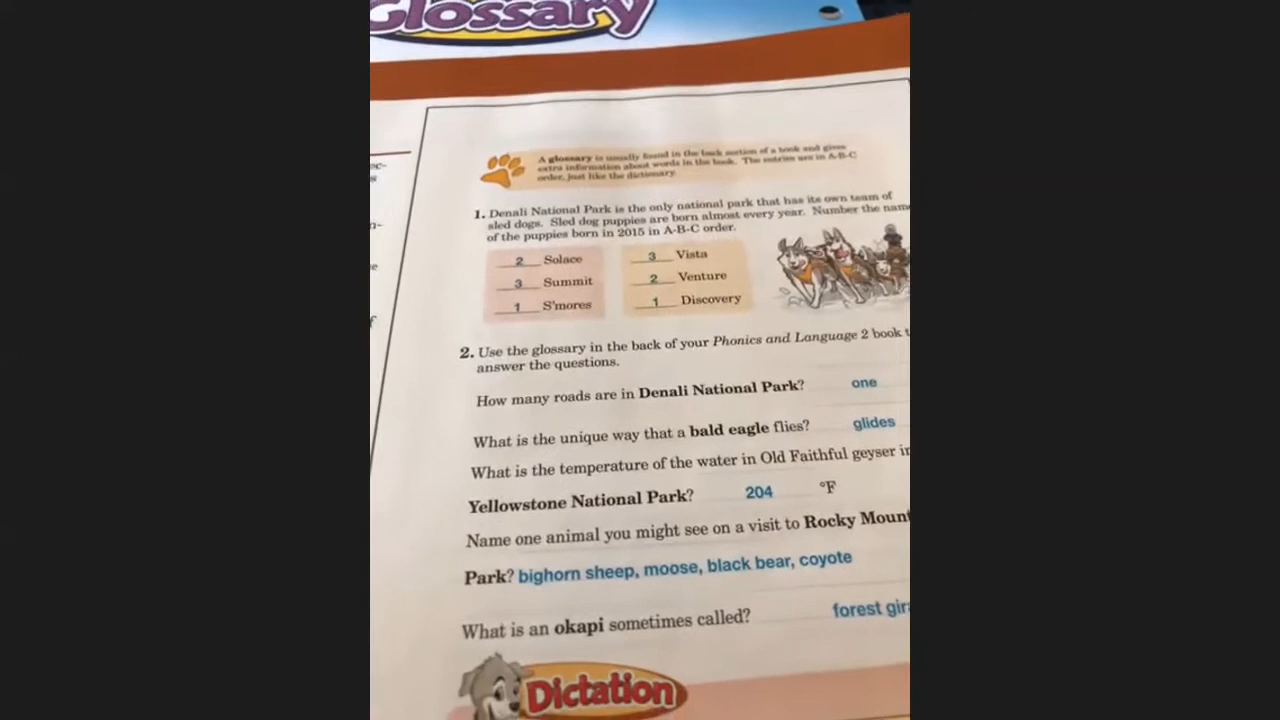 Glossary
A glossary is usually found in the back section of a book and gives
extra information about words in the book. The entries are in A-B-C
order, just like the dictionary.
1. Denali National Park is the only national park that has its own team of
sled dogs. Sled dog puppies are born almost every year. Number the name
of the puppies born in 2015 in A-B-C order.
2 Solace 3 Vista
3 Summit 2 Venture
1 S'mores 1 Discovery
2. Use the glossary in the back of your Phonics and Language 2 book t
answer the questions.
How many roads are in Denali National Park? one
What is the unique way that a bald eagle flies? glides
What is the temperature of the water in Old Faithful geyser in
Yellowstone National Park? 204 °F
Name one animal you might see on a visit to Rocky Mount
Park? bighorn sheep, moose, black bear, coyote
What is an okapi sometimes called? forest gira
Dictation